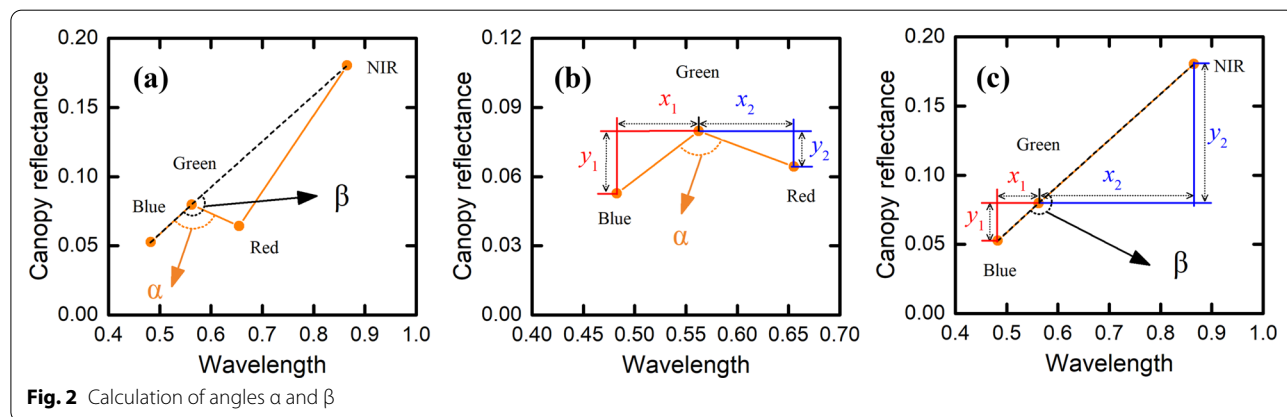 0.20
0.15
0.10
0.05
0.00
Canopy reflectance
(a)
NIR
Green
Blue
Red
β
α
0.4 0.5 0.6 0.7 0.8 0.9 1.0
Wavelength
0.12
0.09
0.06
0.03
0.00
Canopy reflectance
(b)
Green
x1 x2
y1 y2
Blue
Red
α
0.40 0.45 0.50 0.55 0.60 0.65 0.70
Wavelength
0.20
0.15
0.10
0.05
0.00
Canopy reflectance
(c)
NIR
Green
x1 x2
y2
y1
Blue
β
0.4 0.5 0.6 0.7 0.8 0.9 1.0
Wavelength
Fig. 2 Calculation of angles α and β